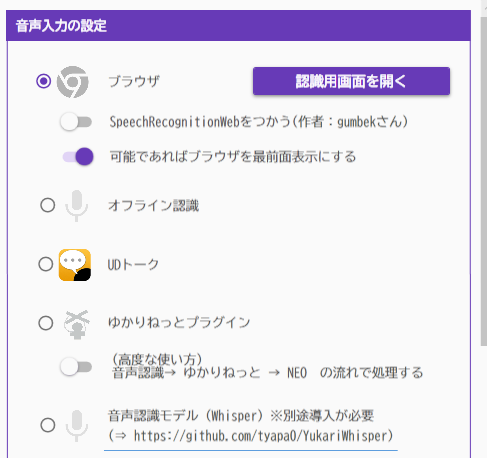 音声入力の設定
ブラウザ
認識用画面を開く
SpeechRecognitionWebをつかう(作者：gumbekさん)
可能であればブラウザを最前面表示にする
オフライン認識
UDトーク
ゆかりねっとプラグイン
(高度な使い方)
音声認識→ ゆかりねっと → NEO の流れで処理する
音声認識モデル (Whisper) ※別途導入が必要
(⇒ https://github.com/tyapa0/YukariWhisper)